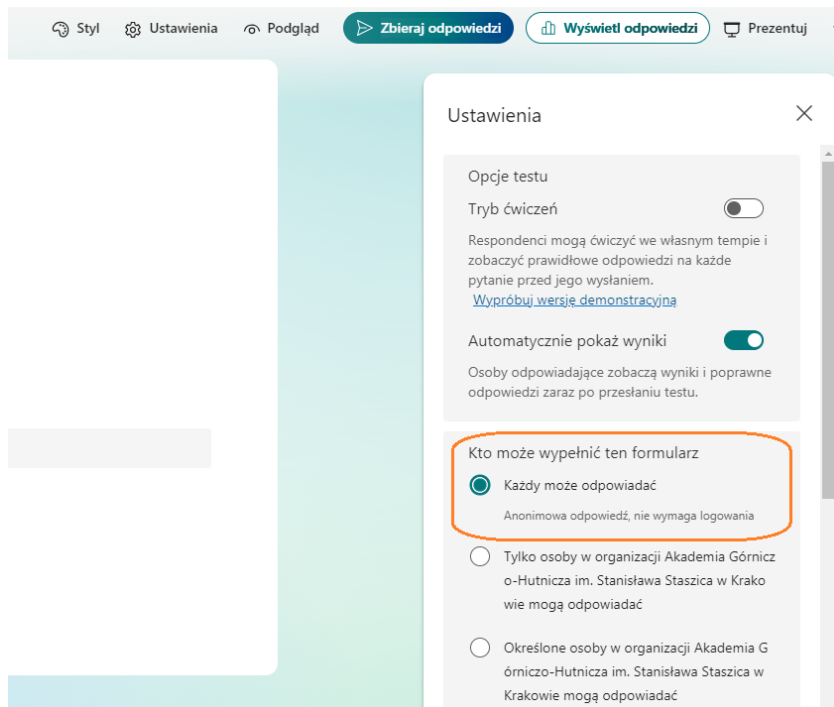 Styl Ustawienia Podgląd Zbieraj odpowiedzi Wyświetl odpowiedzi Prezentuj
Ustawienia
Opcje testu
Tryb ćwiczeń
Respondenci mogą ćwiczyć we własnym tempie i
zobaczyć prawidłowe odpowiedzi na każde
pytanie przed jego wysłaniem.
Wypróbuj wersję demonstracyjną
Automatycznie pokaż wyniki
Osoby odpowiadające zobaczą wyniki i poprawne
odpowiedzi zaraz po przesłaniu testu.
Kto może wypełnić ten formularz
Każdy może odpowiadać
Anonimowa odpowiedź, nie wymaga logowania
Tylko osoby w organizacji Akademia Górnicz
o-Hutnicza im. Stanisława Staszica w Krako
wie mogą odpowiadać
Określone osoby w organizacji Akademia G
órniczo-Hutnicza im. Stanisława Staszica w
Krakowie mogą odpowiadać